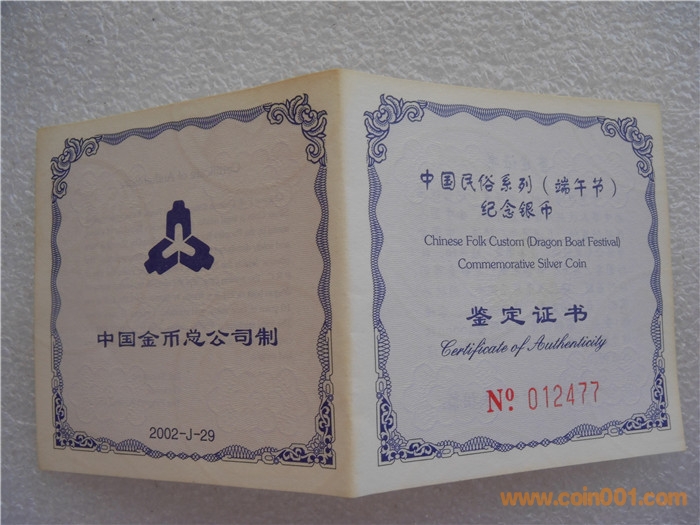 中国金币总公司制
2002-J-29
中国民俗系列（端午节）
纪念银币
Chinese Folk Custom (Dragon Boat Festival)
Commemorative Silver Coin
鉴定证书
Certificate of Authenticity
Nº 012477
www.coin001.com